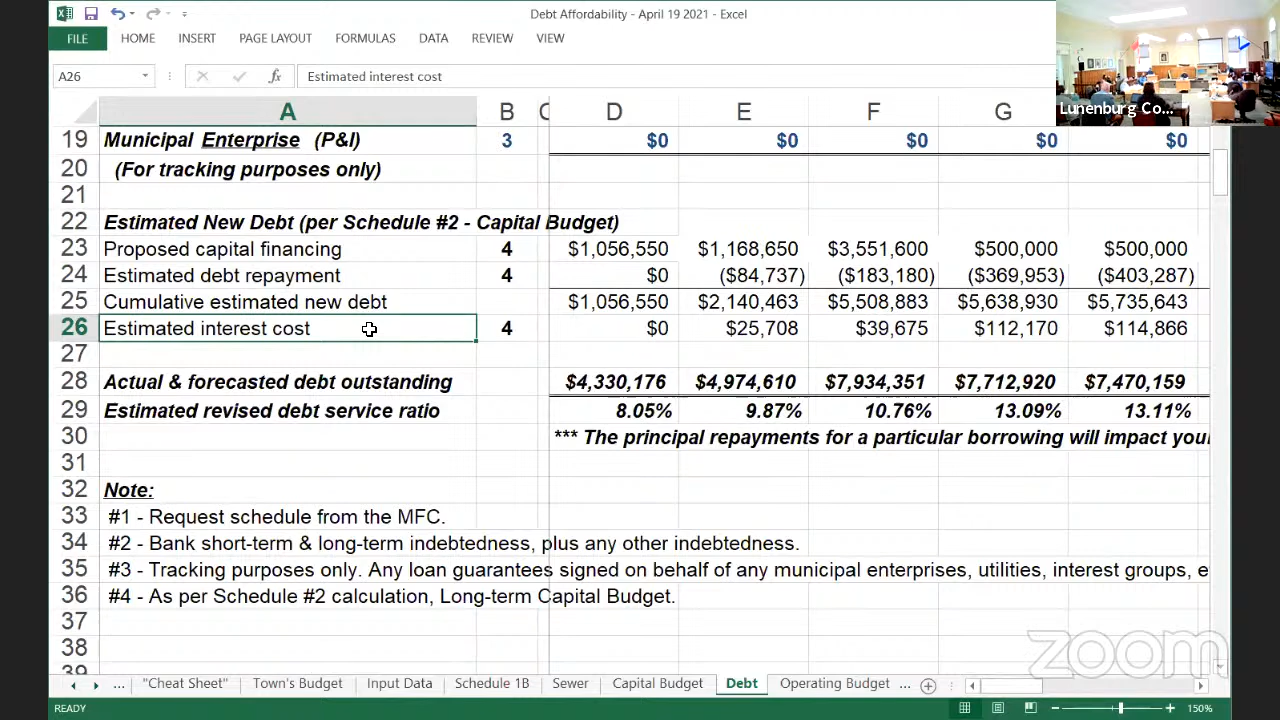 Debt Affordability - April 19 2021 - Excel
FILE HOME INSERT PAGE LAYOUT FORMULAS DATA REVIEW VIEW
A26 fx Estimated interest cost
Lunenburg Co...
A B C D E F G
19 Municipal Enterprise (P&I) 3 $0 $0 $0 $0 $0
20 (For tracking purposes only)
21
22 Estimated New Debt (per Schedule #2 - Capital Budget)
23 Proposed capital financing 4 $1,056,550 $1,168,650 $3,551,600 $500,000 $500,000
24 Estimated debt repayment 4 $0 ($84,737) ($183,180) ($369,953) ($403,287)
25 Cumulative estimated new debt $1,056,550 $2,140,463 $5,508,883 $5,638,930 $5,735,643
26 Estimated interest cost 4 $0 $25,708 $39,675 $112,170 $114,866
27
28 Actual & forecasted debt outstanding $4,330,176 $4,974,610 $7,934,351 $7,712,920 $7,470,159
29 Estimated revised debt service ratio 8.05% 9.87% 10.76% 13.09% 13.11%
30 *** The principal repayments for a particular borrowing will impact your
31
32 Note:
33 #1 - Request schedule from the MFC.
34 #2 - Bank short-term & long-term indebtedness, plus any other indebtedness.
35 #3 - Tracking purposes only. Any loan guarantees signed on behalf of any municipal enterprises, utilities, interest groups, e
36 #4 - As per Schedule #2 calculation, Long-term Capital Budget.
37
38
39
zoom
... "Cheat Sheet" Town's Budget Input Data Schedule 1 Sewer Capital Budget Debt Operating Budget ...
READY 150%